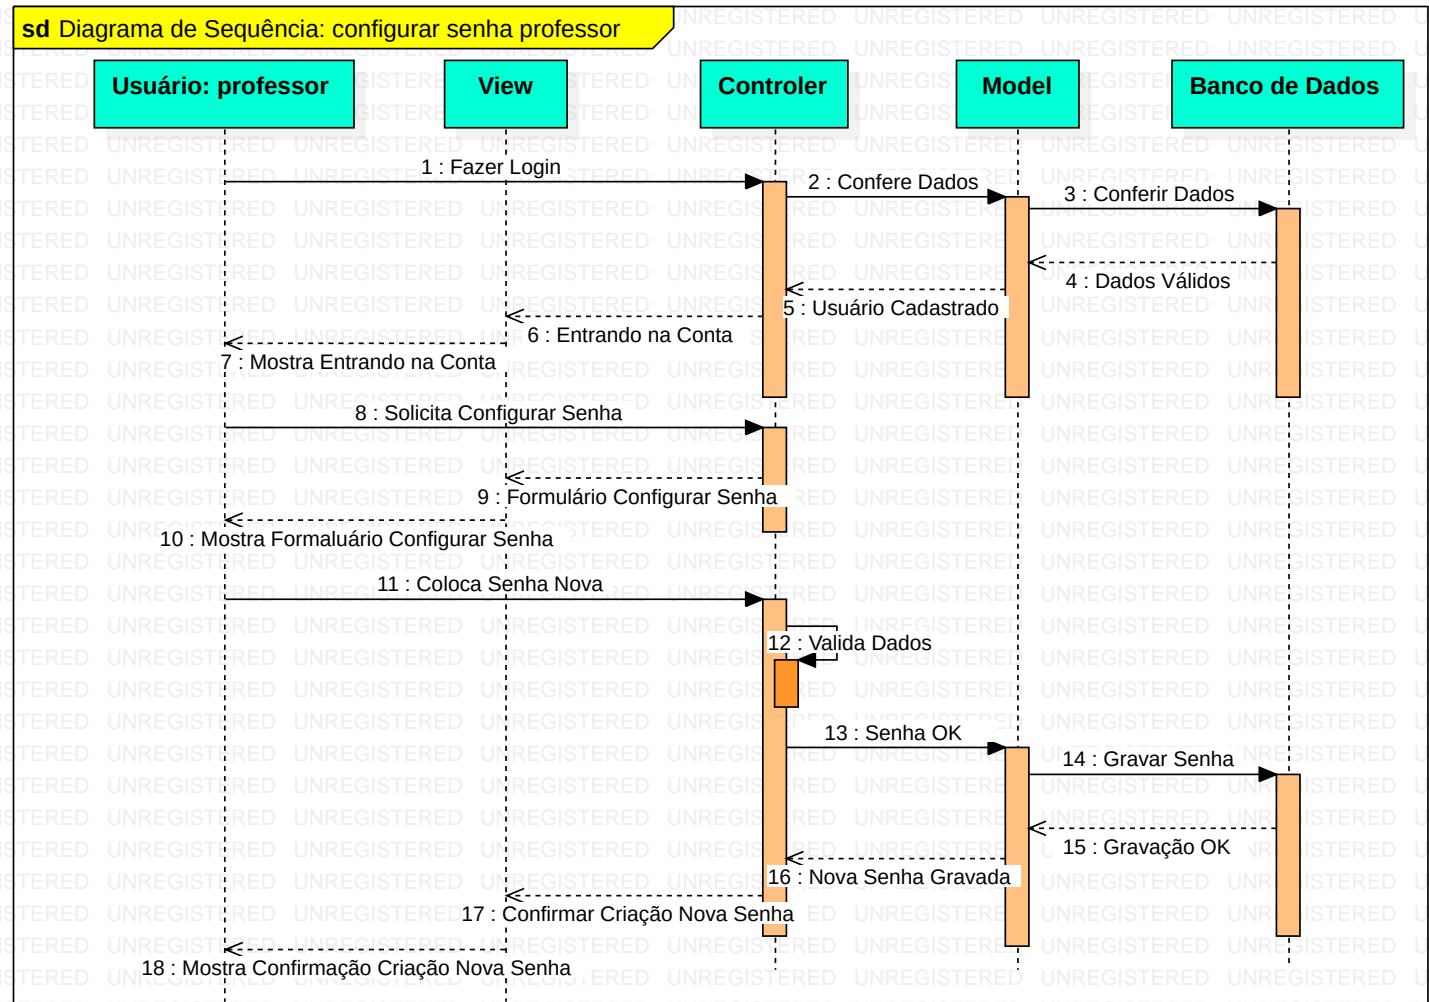 sd Diagrama de Sequência: configurar senha professor
Usuário: professor
View
Controler
Model
Banco de Dados
1 : Fazer Login
2 : Confere Dados
3 : Conferir Dados
4 : Dados Válidos
5 : Usuário Cadastrado
6 : Entrando na Conta
7 : Mostra Entrando na Conta
8 : Solicita Configurar Senha
9 : Formulário Configurar Senha
10 : Mostra Formaluário Configurar Senha
11 : Coloca Senha Nova
12 : Valida Dados
13 : Senha OK
14 : Gravar Senha
15 : Gravação OK
16 : Nova Senha Gravada
17 : Confirmar Criação Nova Senha
18 : Mostra Confirmação Criação Nova Senha
UNREGISTERED